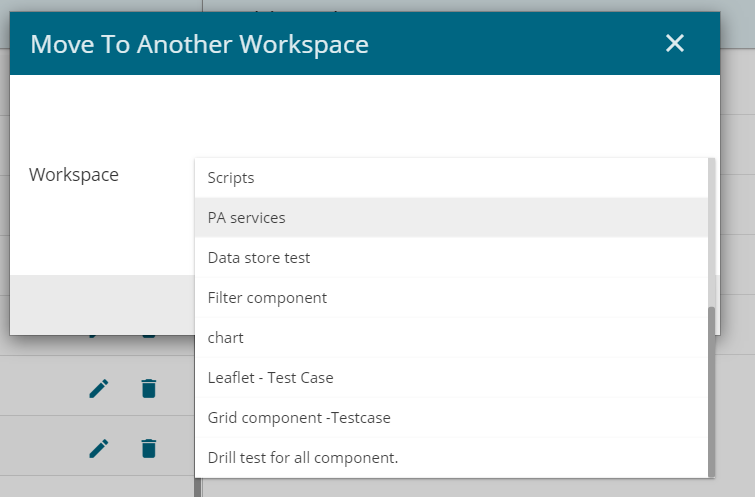 Move To Another Workspace
Workspace
Scripts
PA services
Data store test
Filter component
chart
Leaflet - Test Case
Grid component -Testcase
Drill test for all component.